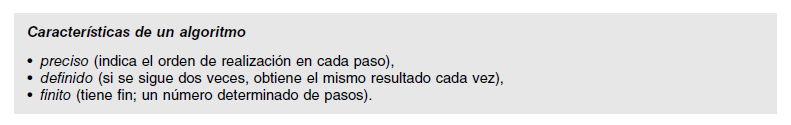 Características de un algoritmo
• preciso (indica el orden de realización en cada paso),
• definido (si se sigue dos veces, obtiene el mismo resultado cada vez),
• finito (tiene fin; un número determinado de pasos).